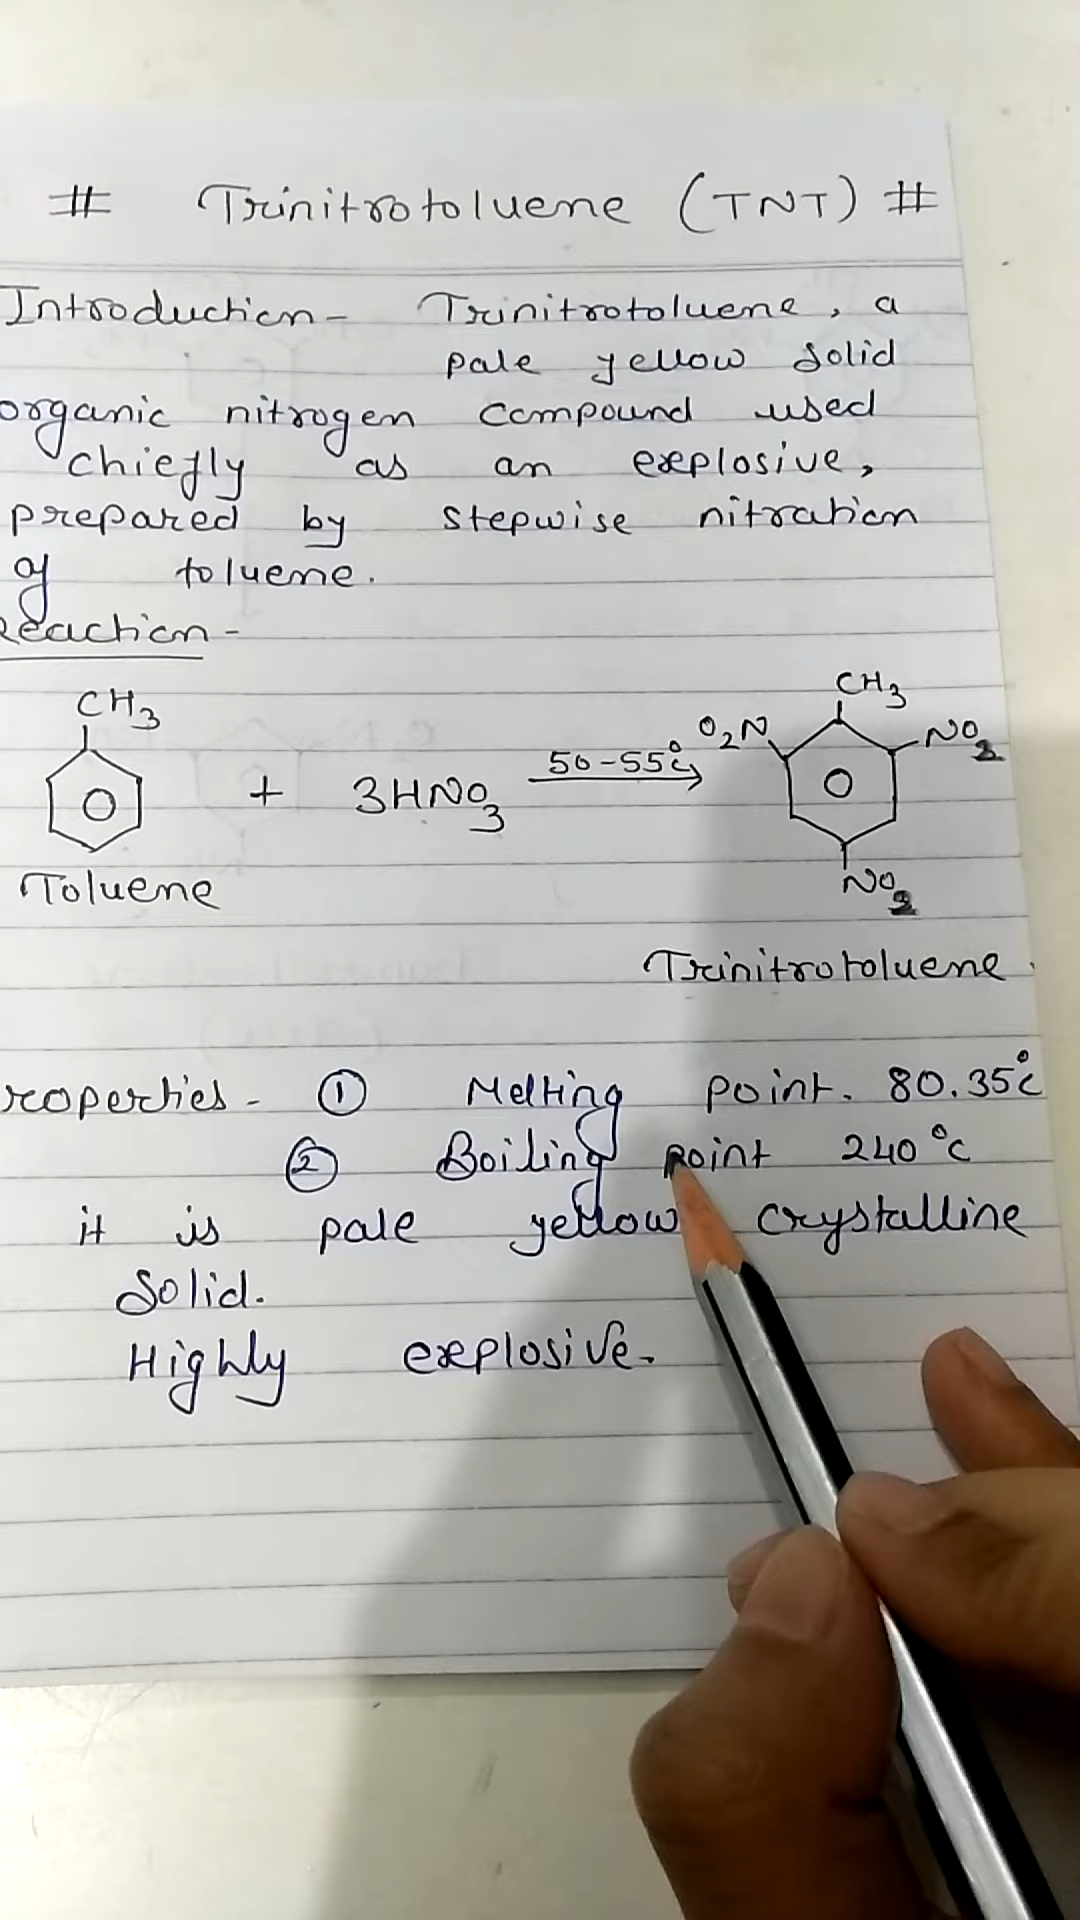 # Trinitrotoluene (TNT) #
Introduction - Trinitrotoluene, a
pale yellow solid
organic nitrogen compound used
chiefly as an explosive,
prepared by stepwise nitration
of toluene.
Reaction -
CH3
CH3
O2N
NO2
+ 3HNO3
50-55°C
NO2
Toluene
Trinitrotoluene.
roperties - ① Melting point. 80.35°C
② Boiling point 240°C
it is pale yellow crystalline
Solid.
Highly explosive.